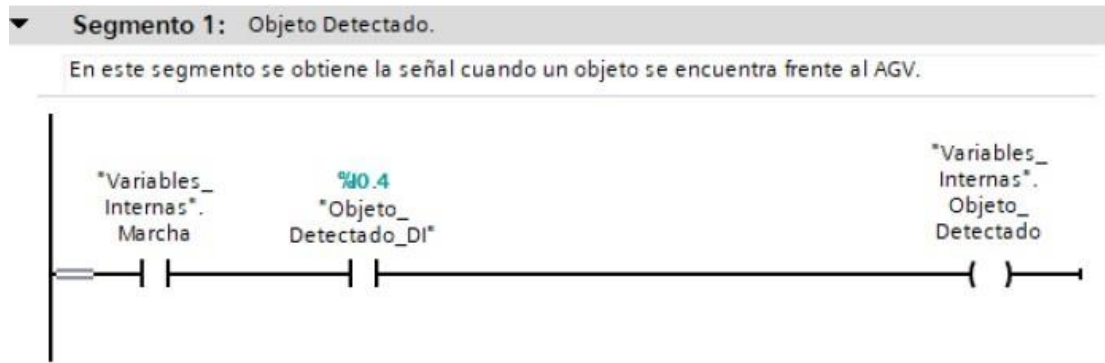 Segmento 1: Objeto Detectado.
En este segmento se obtiene la señal cuando un objeto se encuentra frente al AGV.
"Variables_
Internas".
Marcha
%I0.4
"Objeto_
Detectado_DI"
"Variables_
Internas".
Objeto_
Detectado